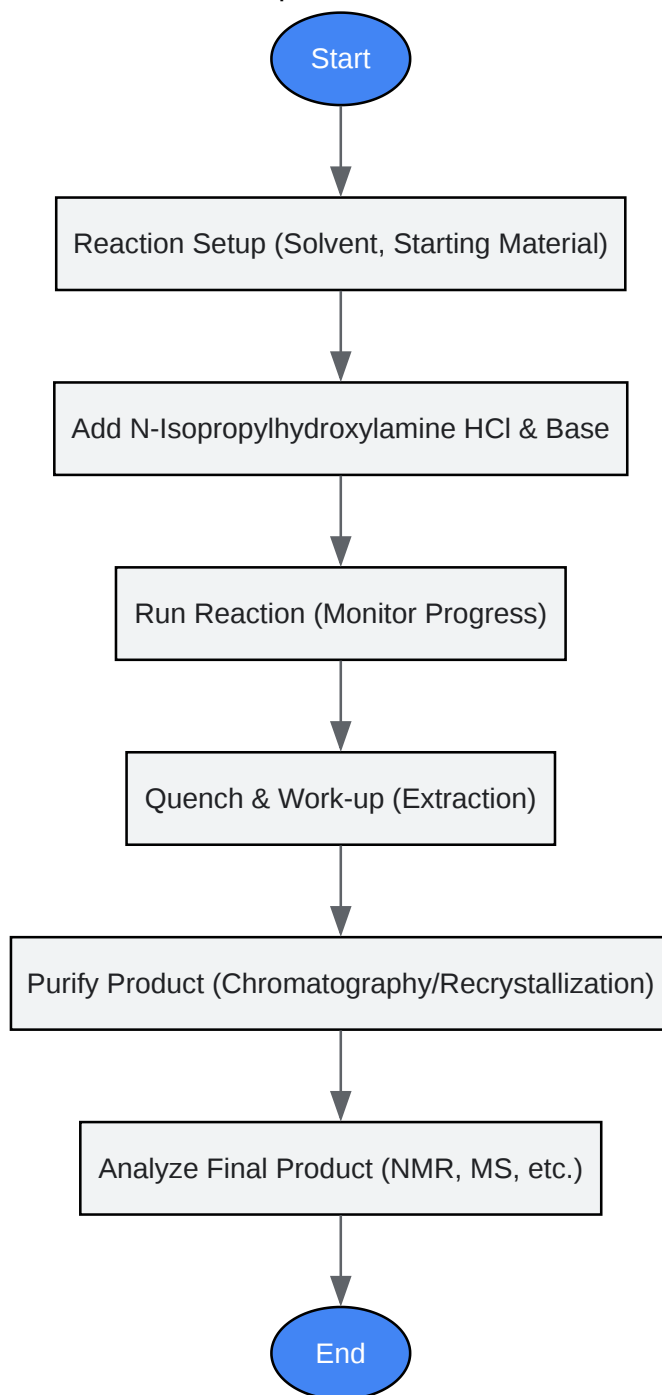 Start
Reaction Setup (Solvent, Starting Material)
Add N-Isopropylhydroxylamine HCl & Base
Run Reaction (Monitor Progress)
Quench & Work-up (Extraction)
Purify Product (Chromatography/Recrystallization)
Analyze Final Product (NMR, MS, etc.)
End